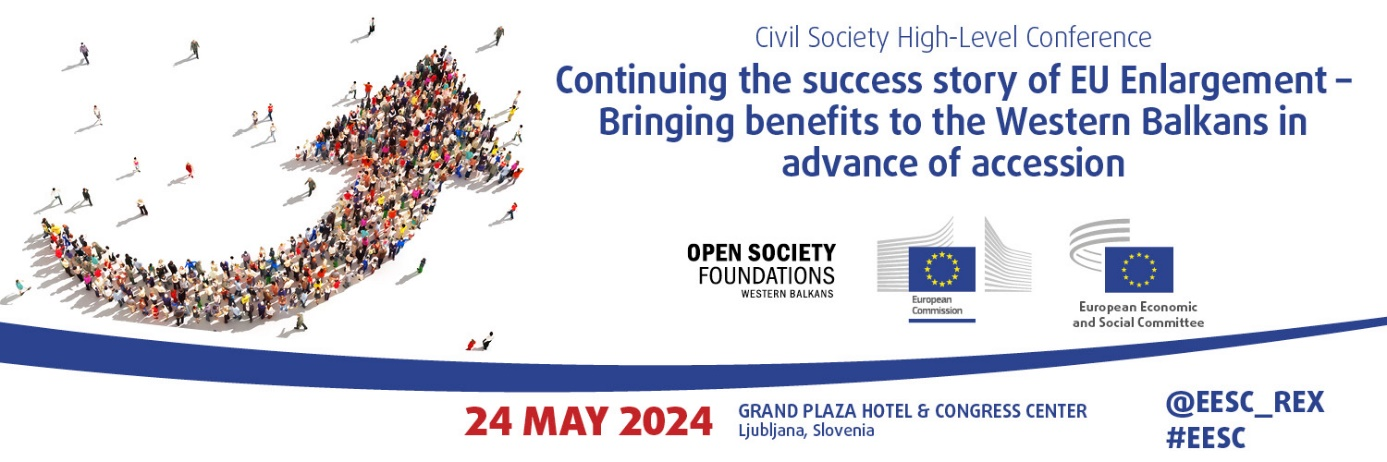 Civil Society High-Level Conference
Continuing the success story of EU Enlargement –
Bringing benefits to the Western Balkans in
advance of accession
OPEN SOCIETY
FOUNDATIONS
WESTERN BALKANS
European
Commission
European Economic
and Social Committee
24 MAY 2024
GRAND PLAZA HOTEL & CONGRESS CENTER
Ljubljana, Slovenia
@EESC_REX
#EESC